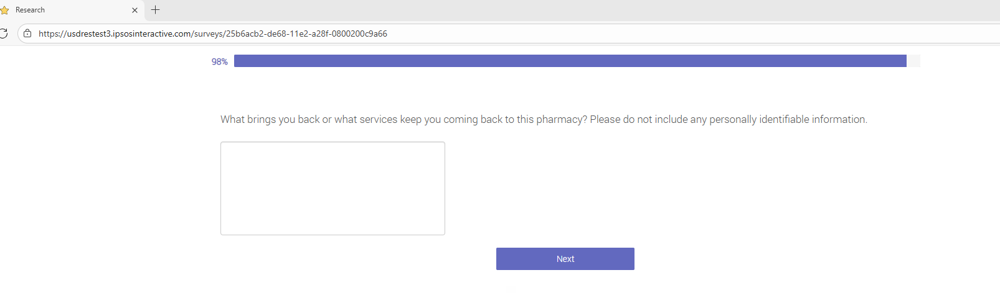 Research
https://usdrestest3.ipsosinteractive.com/surveys/25b6acb2-de68-11e2-a28f-0800200c9a66
98%
What brings you back or what services keep you coming back to this pharmacy? Please do not include any personally identifiable information.
Next